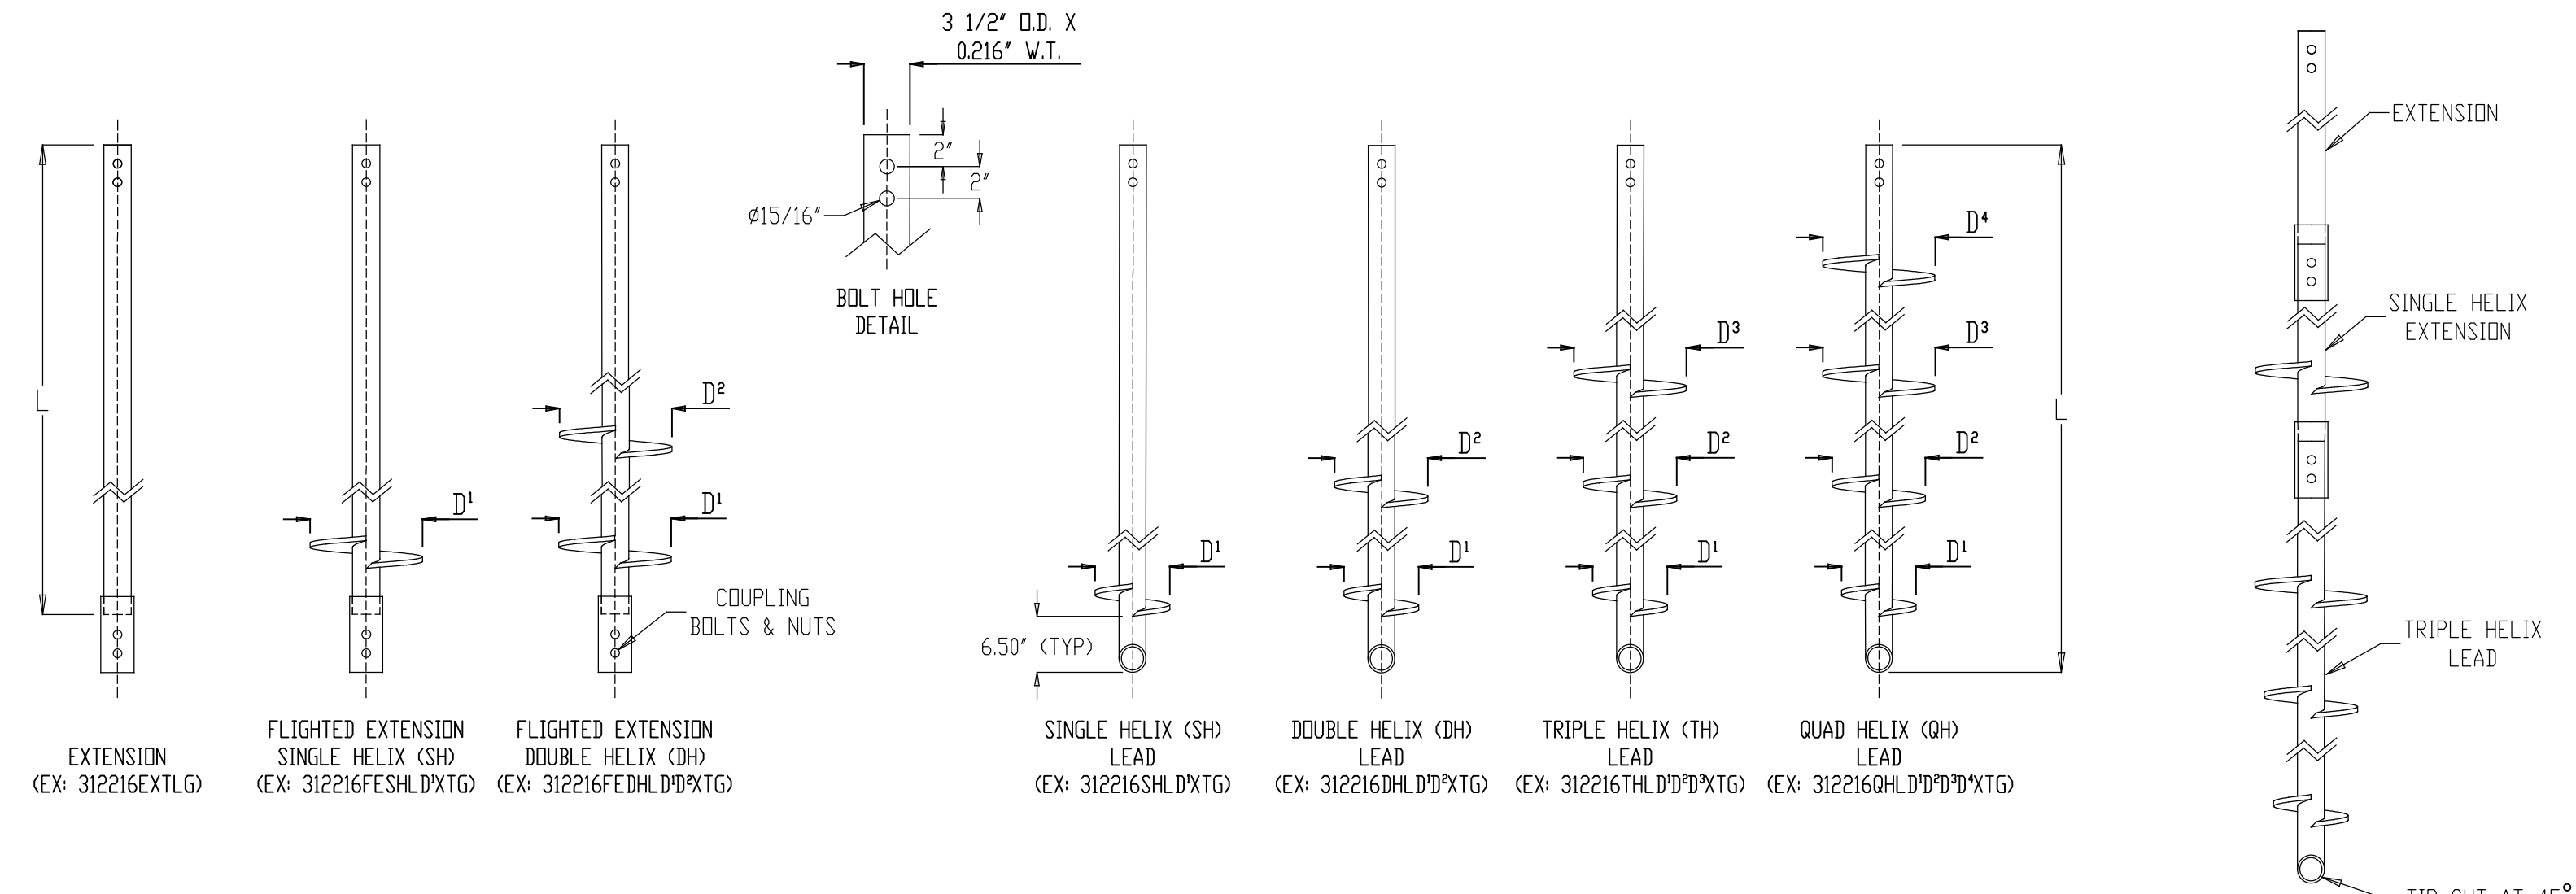 3 1/2" O.D. X
0.216" W.T.
2"
2"
Ø15/16"
BOLT HOLE
DETAIL
L
D¹
D²
D¹
COUPLING
BOLTS & NUTS
6.50" (TYP)
D¹
D²
D¹
D³
D²
D¹
D⁴
D³
D²
D¹
L
EXTENSION
(EX: 312216EXTLG)
FLIGHTED EXTENSION
SINGLE HELIX (SH)
(EX: 312216FESHLD¹XTG)
FLIGHTED EXTENSION
DOUBLE HELIX (DH)
(EX: 312216FEDHLD¹D²XTG)
SINGLE HELIX (SH)
LEAD
(EX: 312216SHLD¹XTG)
DOUBLE HELIX (DH)
LEAD
(EX: 312216DHLD¹D²XTG)
TRIPLE HELIX (TH)
LEAD
(EX: 312216THLD¹D²D³XTG)
QUAD HELIX (QH)
LEAD
(EX: 312216QHLD¹D²D³D⁴XTG)
EXTENSION
SINGLE HELIX
EXTENSION
TRIPLE HELIX
LEAD
TIP CUT AT 45°